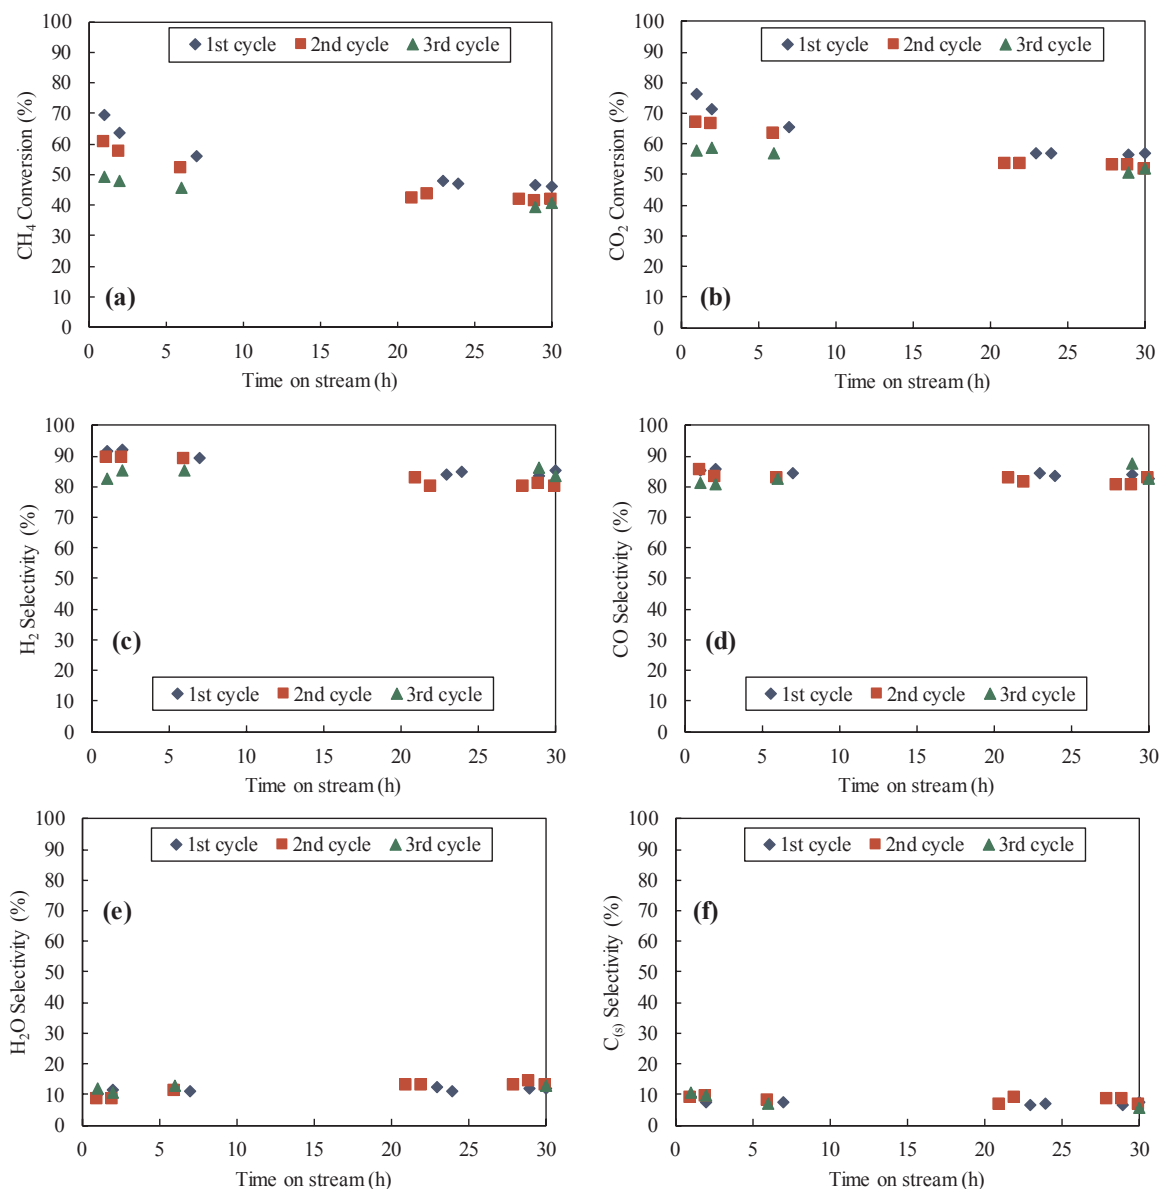 1st cycle 2nd cycle 3rd cycle
CH4 Conversion (%)
100
90
80
70
60
50
40
30
20
10
0
(a)
0 5 10 15 20 25 30
Time on stream (h)
1st cycle 2nd cycle 3rd cycle
CO2 Conversion (%)
100
90
80
70
60
50
40
30
20
10
0
(b)
0 5 10 15 20 25 30
Time on stream (h)
H2 Selectivity (%)
100
90
80
70
60
50
40
30
20
10
0
(c)
1st cycle 2nd cycle 3rd cycle
0 5 10 15 20 25 30
Time on stream (h)
CO Selectivity (%)
100
90
80
70
60
50
40
30
20
10
0
(d)
1st cycle 2nd cycle 3rd cycle
0 5 10 15 20 25 30
Time on stream (h)
1st cycle 2nd cycle 3rd cycle
H2O Selectivity (%)
100
90
80
70
60
50
40
30
20
10
0
(e)
0 5 10 15 20 25 30
Time on stream (h)
1st cycle 2nd cycle 3rd cycle
C(s) Selectivity (%)
100
90
80
70
60
50
40
30
20
10
0
(f)
0 5 10 15 20 25 30
Time on stream (h)